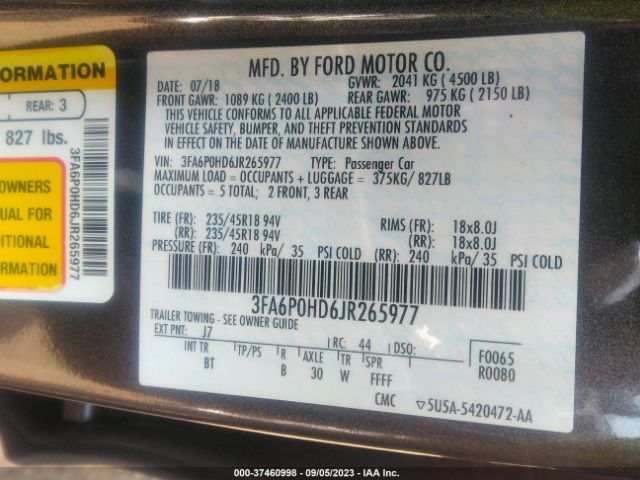 ORMATION
REAR: 3
827 lbs.
OWNERS
UAL FOR
DITIONAL
ORMATION
3FA6P0HD6JR265977
MFD. BY FORD MOTOR CO.
DATE: 07/18 GVWR: 2041 KG ( 4500 LB)
FRONT GAWR: 1089 KG ( 2400 LB) REAR GAWR: 975 KG ( 2150 LB)
THIS VEHICLE CONFORMS TO ALL APPLICABLE FEDERAL MOTOR
VEHICLE SAFETY, BUMPER, AND THEFT PREVENTION STANDARDS
IN EFFECT ON THE DATE OF MANUFACTURE SHOWN ABOVE.
VIN: 3FA6P0HD6JR265977 TYPE: Passenger Car
MAXIMUM LOAD = OCCUPANTS + LUGGAGE = 375KG/ 827LB
OCCUPANTS = 5 TOTAL; 2 FRONT, 3 REAR
TIRE (FR): 235/45R18 94V RIMS (FR): 18x8.0J
(RR): 235/45R18 94V (RR): 18x8.0J
PRESSURE (FR): 240 kPa/ 35 PSI COLD (RR): 240 kPa/ 35 PSI COLD
3FA6P0HD6JR265977
TRAILER TOWING - SEE OWNER GUIDE
EXT PNT: J7 RC: 44 DSO: F0065
INT TR TP/PS R AXLE TR SPR R0080
BT B 30 W FFFF
CMC ▽5U5A-5420472-AA
000-37460998 - 09/05/2023 - IAA Inc.